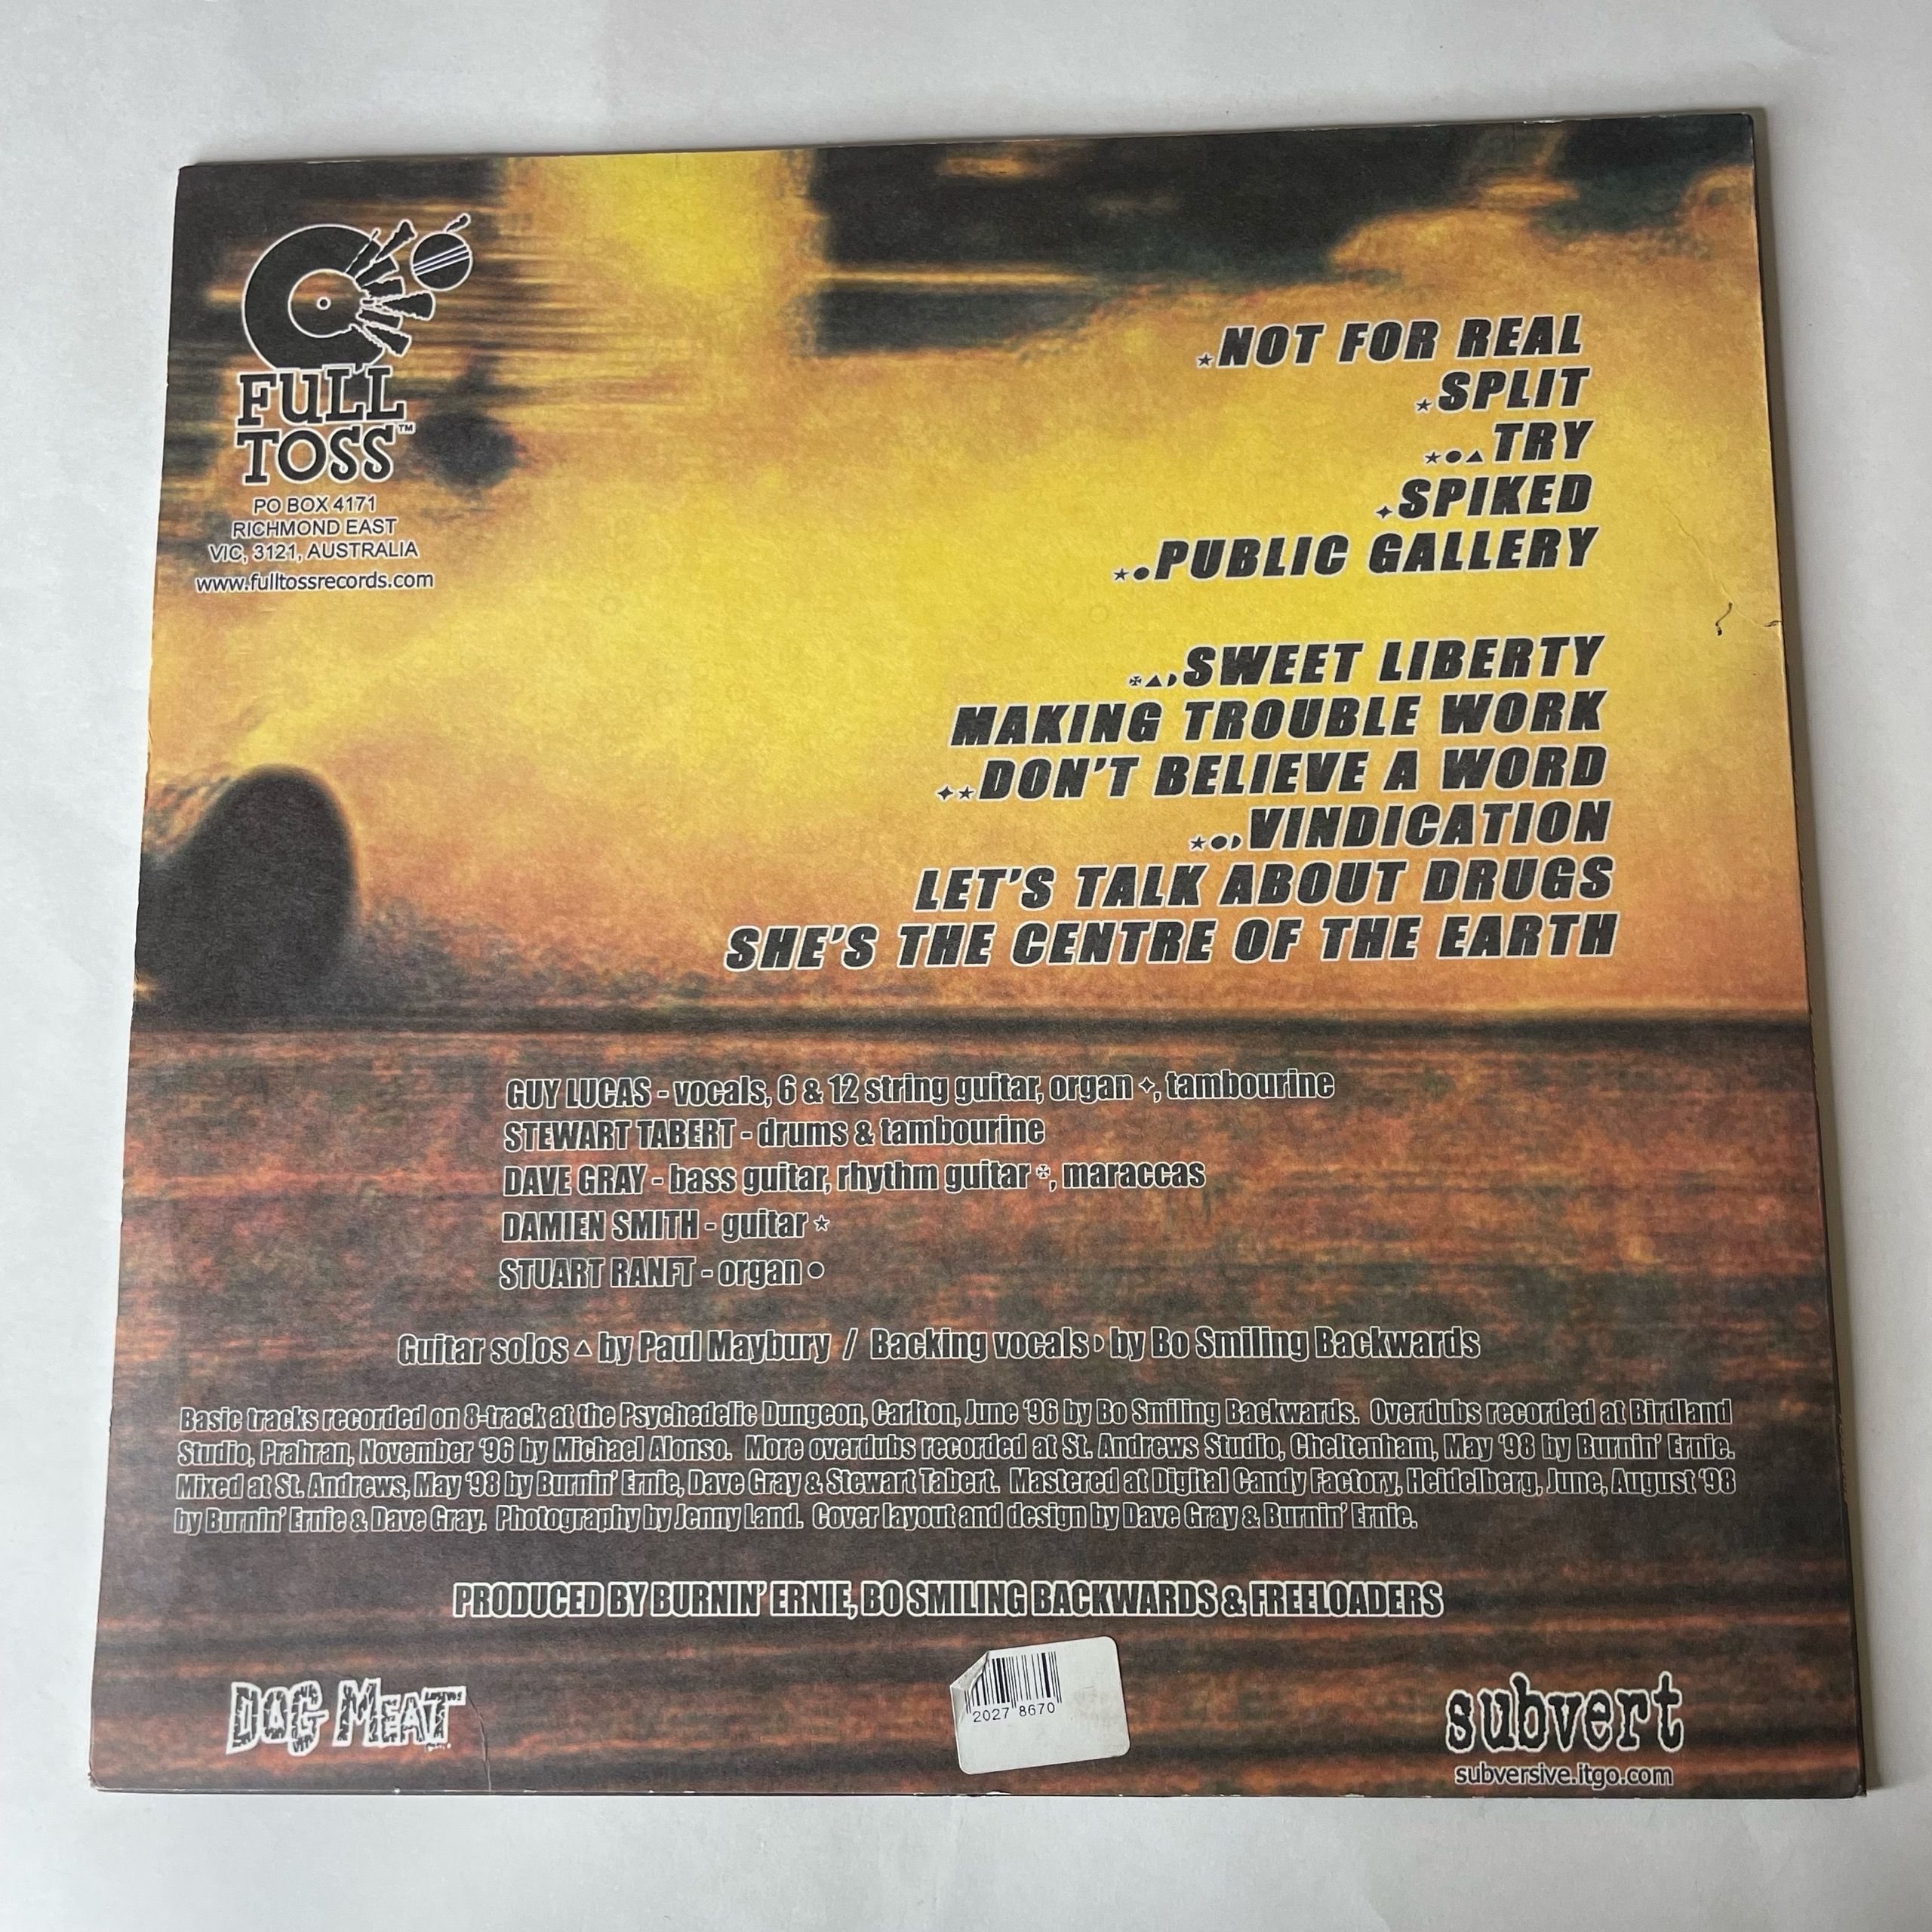 FULL
TOSS™
PO BOX 4171
RICHMOND EAST
VIC, 3121, AUSTRALIA
www.fulltossrecords.com
★NOT FOR REAL
★SPLIT
★●▲TRY
✦SPIKED
★●PUBLIC GALLERY
✠▲◗SWEET LIBERTY
MAKING TROUBLE WORK
✦★DON'T BELIEVE A WORD
★●◗VINDICATION
LET'S TALK ABOUT DRUGS
SHE'S THE CENTRE OF THE EARTH
GUY LUCAS - vocals, 6 & 12 string guitar, organ ✦, tambourine
STEWART TABERT - drums & tambourine
DAVE GRAY - bass guitar, rhythm guitar ✠, maraccas
DAMIEN SMITH - guitar ★
STUART RANFT - organ ●
Guitar solos ▲ by Paul Maybury / Backing vocals ◗ by Bo Smiling Backwards
Basic tracks recorded on 8-track at the Psychedelic Dungeon, Carlton, June '96 by Bo Smiling Backwards. Overdubs recorded at Birdland
Studio, Prahran, November '96 by Michael Alonso. More overdubs recorded at St. Andrews Studio, Cheltenham, May '98 by Burnin' Ernie.
Mixed at St. Andrews, May '98 by Burnin' Ernie, Dave Gray & Stewart Tabert. Mastered at Digital Candy Factory, Heidelberg, June, August '98
by Burnin' Ernie & Dave Gray. Photography by Jenny Land. Cover layout and design by Dave Gray & Burnin' Ernie.
PRODUCED BY BURNIN' ERNIE, BO SMILING BACKWARDS & FREELOADERS
DOG MEAT
2027 8670
subvert
subversive.itgo.com